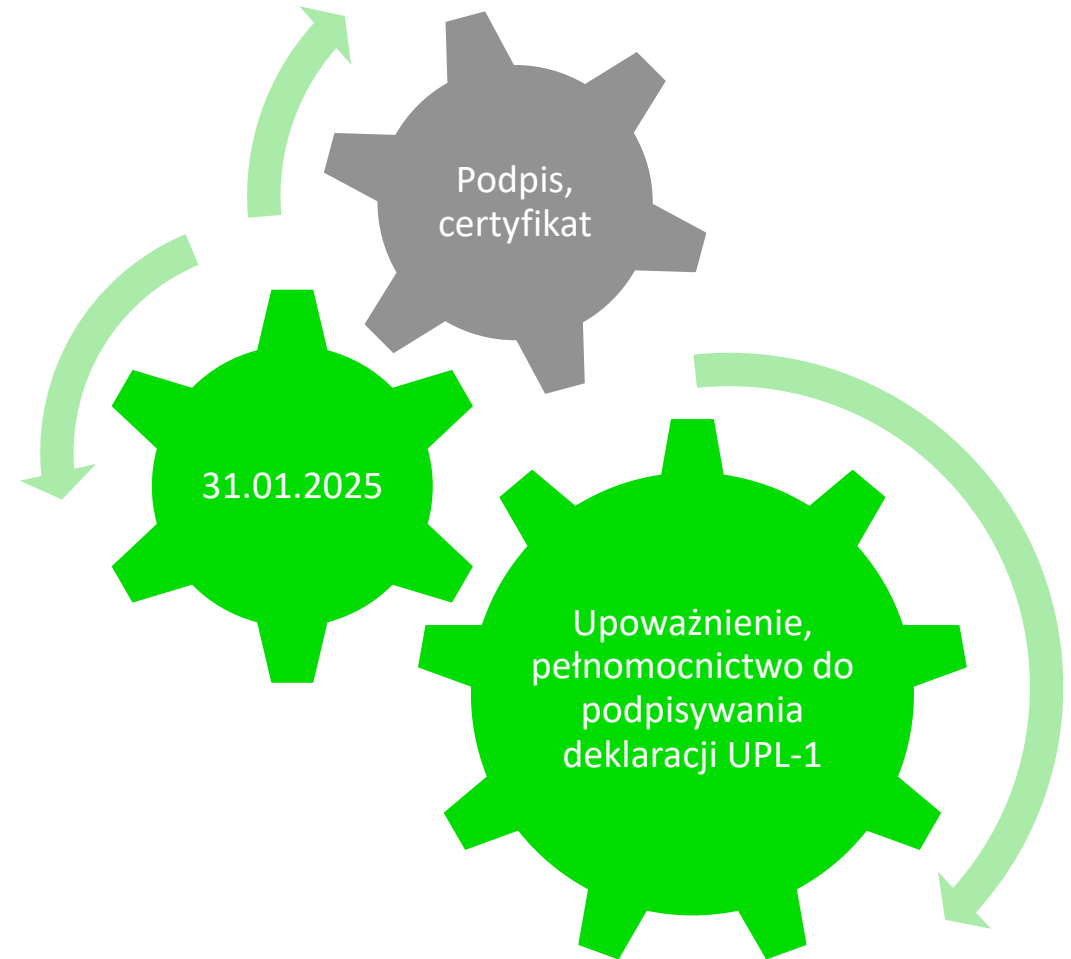 Podpis,
certyfikat
31.01.2025
Upoważnienie,
pełnomocnictwo do
podpisywania
deklaracji UPL-1